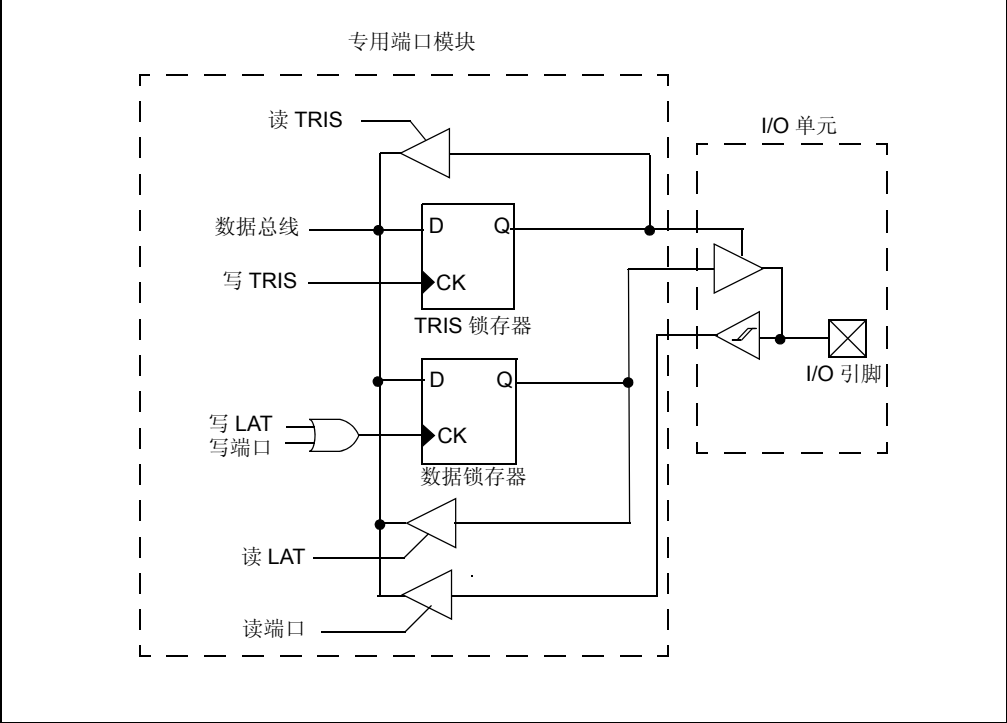 专用端口模块
I/O 单元
读 TRIS
数据总线
D
Q
写 TRIS
CK
TRIS 锁存器
I/O 引脚
D
Q
写 LAT
写端口
CK
数据锁存器
读 LAT
读端口